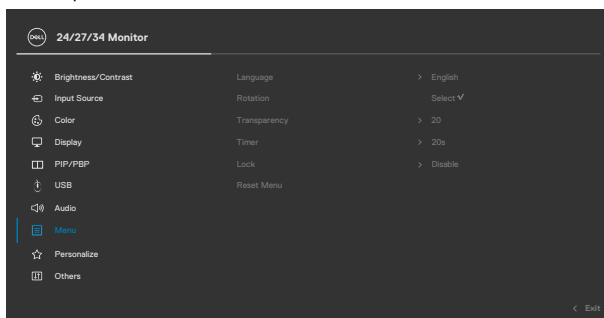 DELL 24/27/34 Monitor
Brightness/Contrast Language > English
Input Source Rotation Select √
Color Transparency > 20
Display Timer > 20s
PIP/PBP Lock > Disable
USB Reset Menu
Audio
Menu
Personalize
Others
< Exit